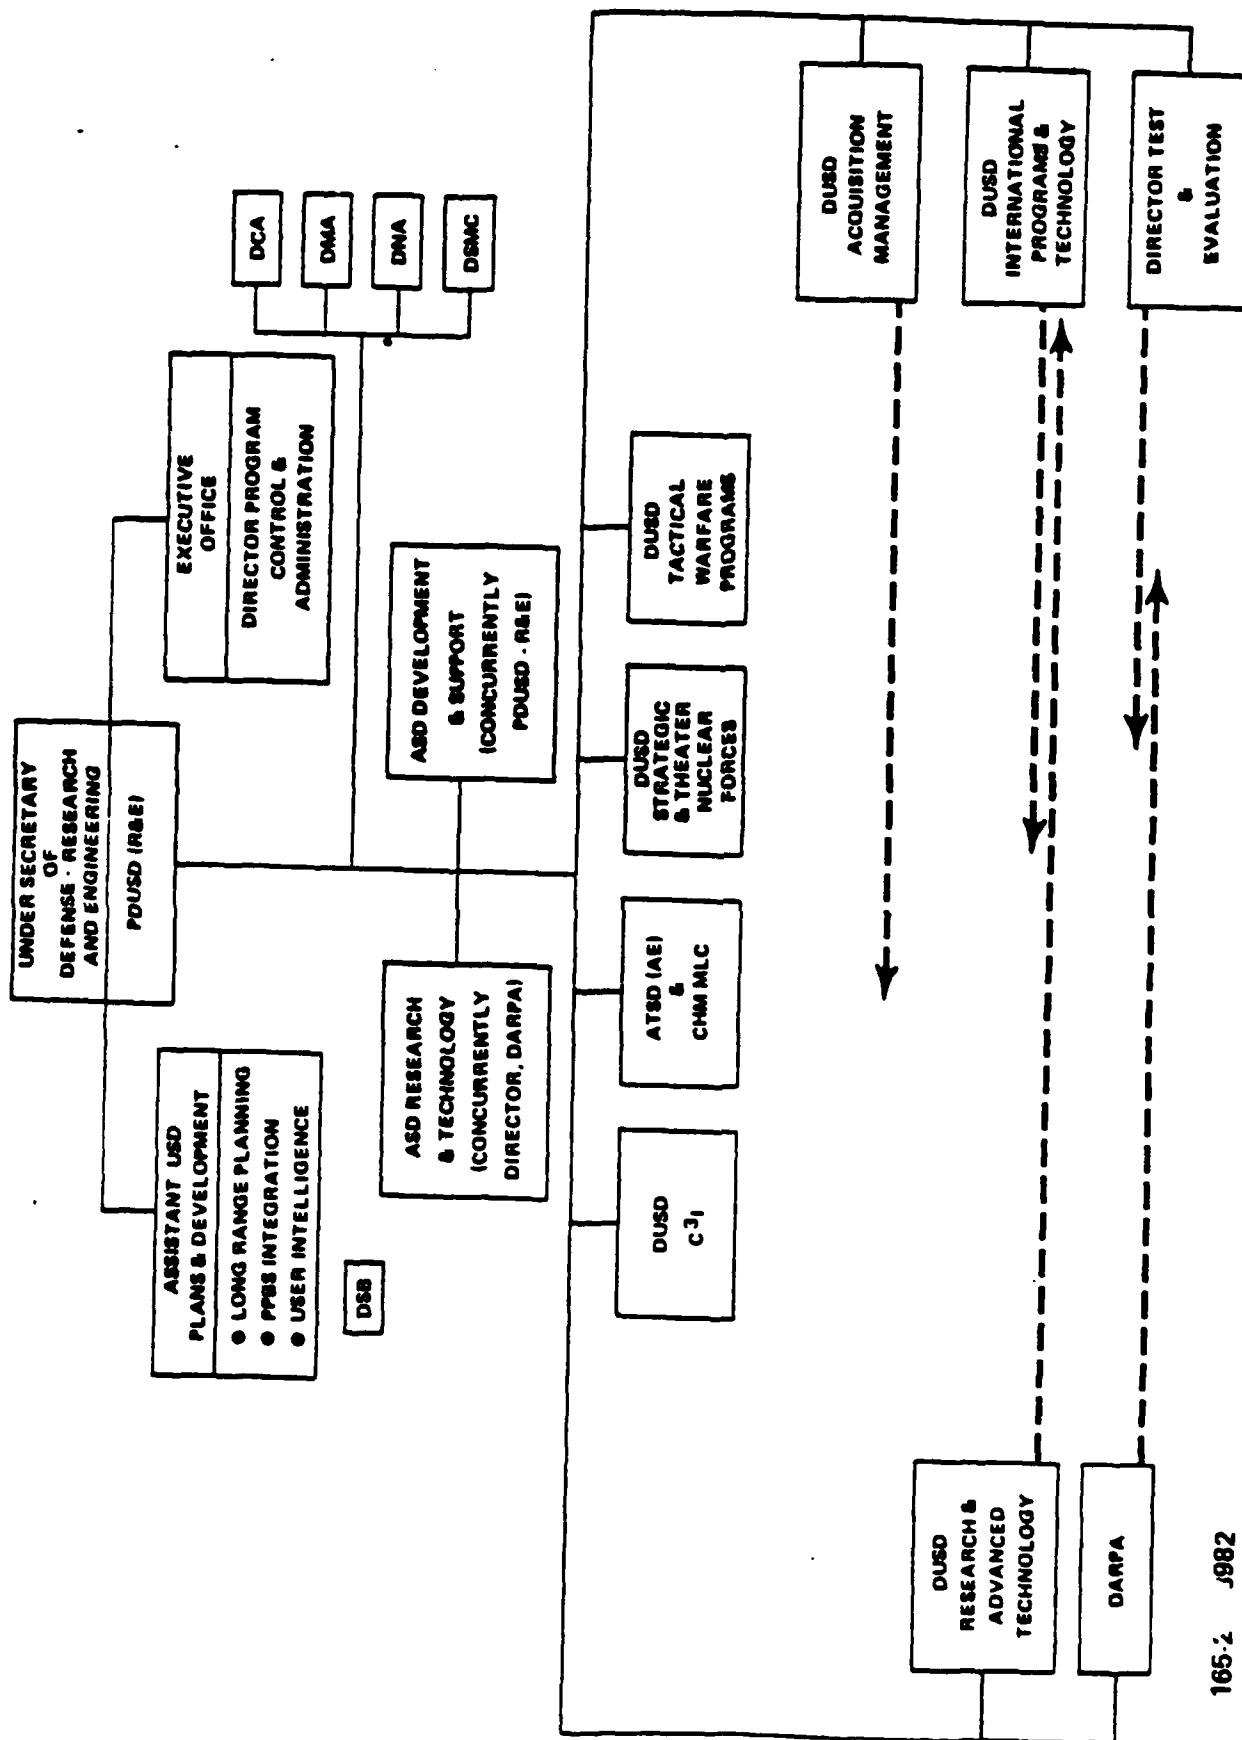 UNDER SECRETARY
OF
DEFENSE - RESEARCH
AND ENGINEERING
PDUSD (R&E)
ASSISTANT USD
PLANS & DEVELOPMENT
● LONG RANGE PLANNING
● PPBS INTEGRATION
● USER INTELLIGENCE
EXECUTIVE
OFFICE
DIRECTOR PROGRAM
CONTROL &
ADMINISTRATION
DSB
DCA
DMA
DNA
DSMC
ASD RESEARCH
& TECHNOLOGY
(CONCURRENTLY
DIRECTOR, DARPA)
ASD DEVELOPMENT
& SUPPORT
(CONCURRENTLY
PDUSD - R&E)
DUSD
C³I
ATSD (AE)
&
CHM MLC
DUSD
STRATEGIC
& THEATER
NUCLEAR
FORCES
DUSD
TACTICAL
WARFARE
PROGRAMS
DUSD
ACQUISITION
MANAGEMENT
DUSD
RESEARCH &
ADVANCED
TECHNOLOGY
DUSD
INTERNATIONAL
PROGRAMS &
TECHNOLOGY
DARPA
DIRECTOR TEST
&
EVALUATION
165-2